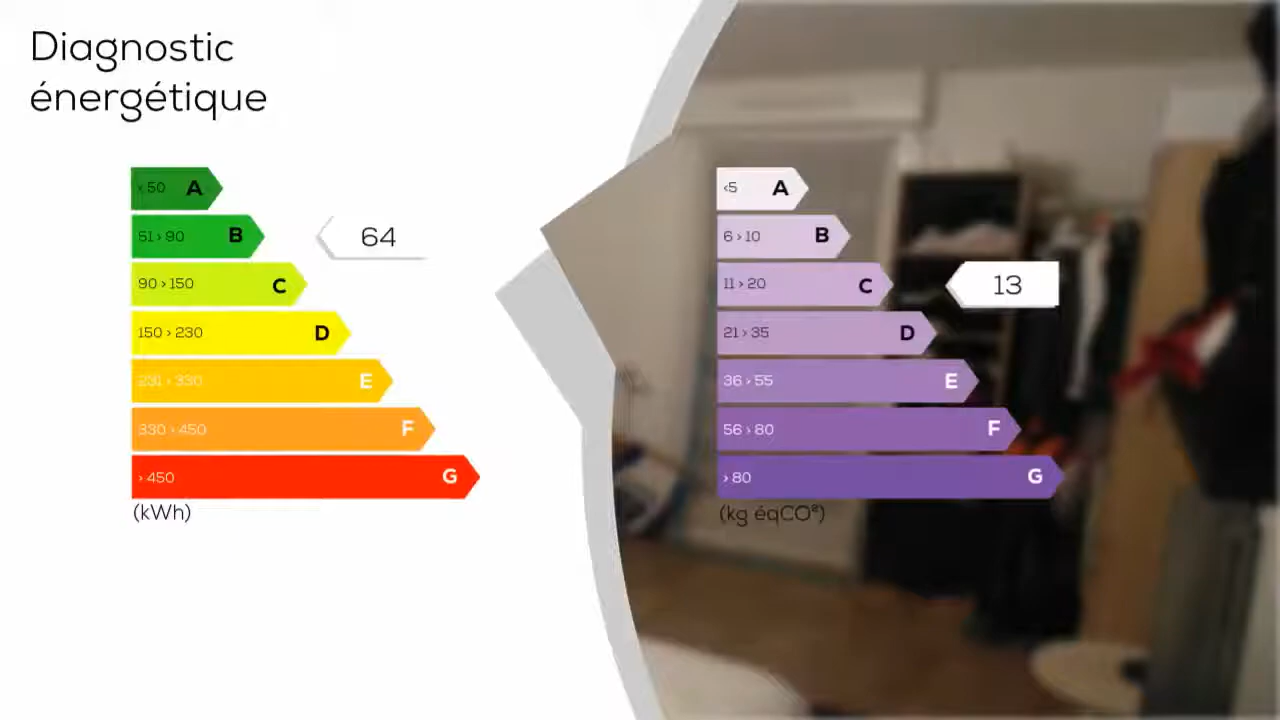 Diagnostic
énergétique
< 50 A
51 > 90 B
64
90 > 150 C
150 > 230 D
231 > 330 E
330 > 450 F
> 450 G
(kWh)
<5 A
6 > 10 B
11 > 20 C
13
21 > 35 D
36 > 55 E
56 > 80 F
> 80 G
(kg éqCO²)